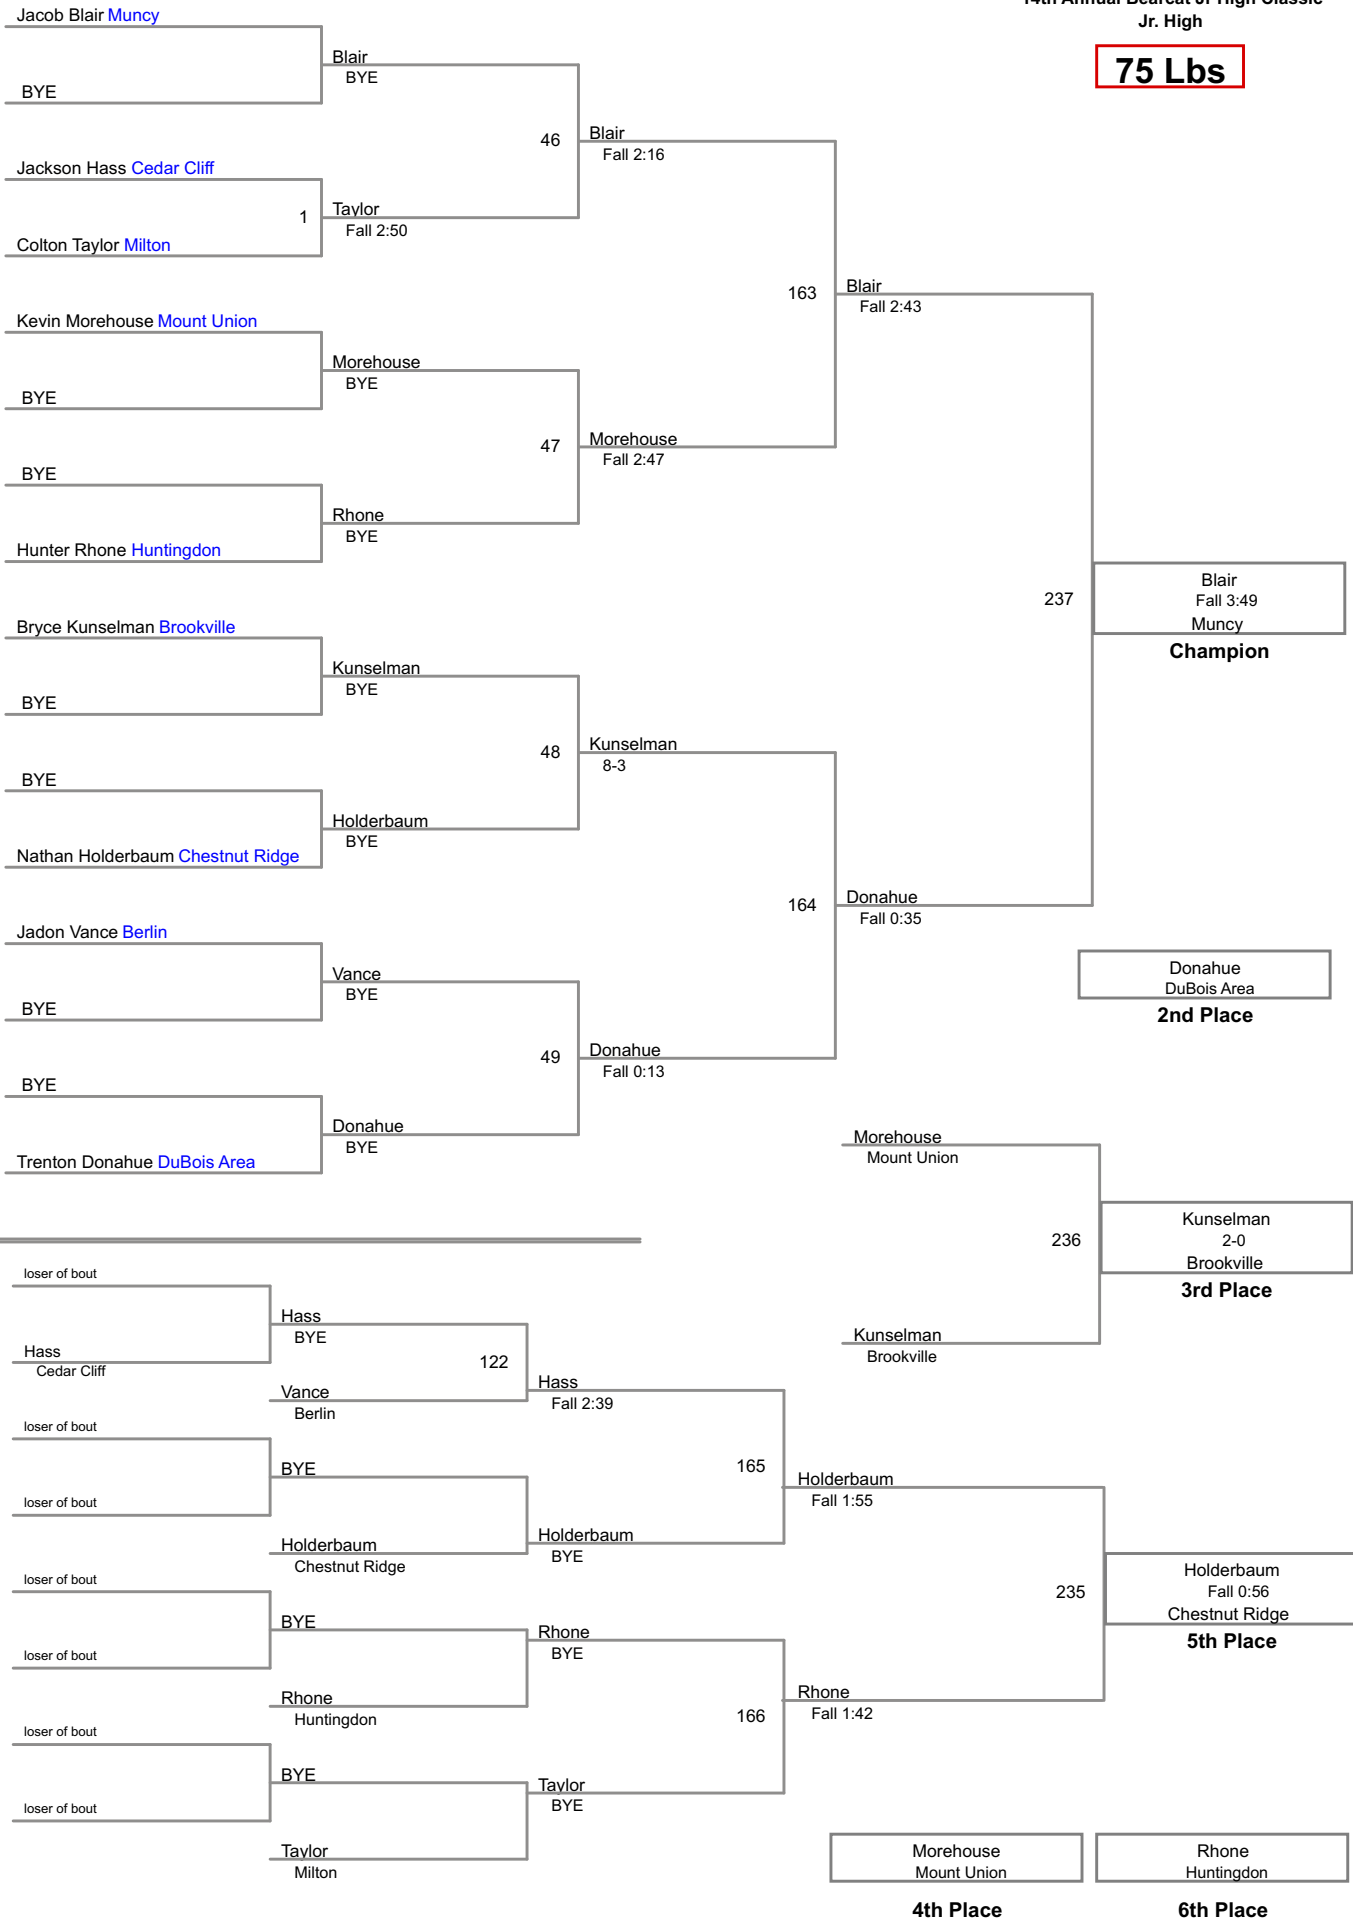 14th Annual Bearcat Jr High Classic
Jr. High
75 Lbs
Jacob Blair Muncy
BYE
Jackson Hass Cedar Cliff
Colton Taylor Milton
Kevin Morehouse Mount Union
BYE
BYE
Hunter Rhone Huntingdon
Bryce Kunselman Brookville
BYE
BYE
Nathan Holderbaum Chestnut Ridge
Jadon Vance Berlin
BYE
BYE
Trenton Donahue DuBois Area
Blair
BYE
1
Taylor
Fall 2:50
Morehouse
BYE
Rhone
BYE
Kunselman
BYE
Holderbaum
BYE
Vance
BYE
Donahue
BYE
46
Blair
Fall 2:16
47
Morehouse
Fall 2:47
48
Kunselman
8-3
49
Donahue
Fall 0:13
163
Blair
Fall 2:43
164
Donahue
Fall 0:35
237
Blair
Fall 3:49
Muncy
Champion
Donahue
DuBois Area
2nd Place
Morehouse
Mount Union
Kunselman
Brookville
236
Kunselman
2-0
Brookville
3rd Place
loser of bout
Hass
Cedar Cliff
loser of bout
loser of bout
loser of bout
loser of bout
loser of bout
loser of bout
Hass
BYE
Vance
Berlin
BYE
Holderbaum
Chestnut Ridge
BYE
Rhone
Huntingdon
BYE
Taylor
Milton
122
Hass
Fall 2:39
Holderbaum
BYE
Rhone
BYE
Taylor
BYE
165
Holderbaum
Fall 1:55
166
Rhone
Fall 1:42
235
Holderbaum
Fall 0:56
Chestnut Ridge
5th Place
Morehouse
Mount Union
4th Place
Rhone
Huntingdon
6th Place